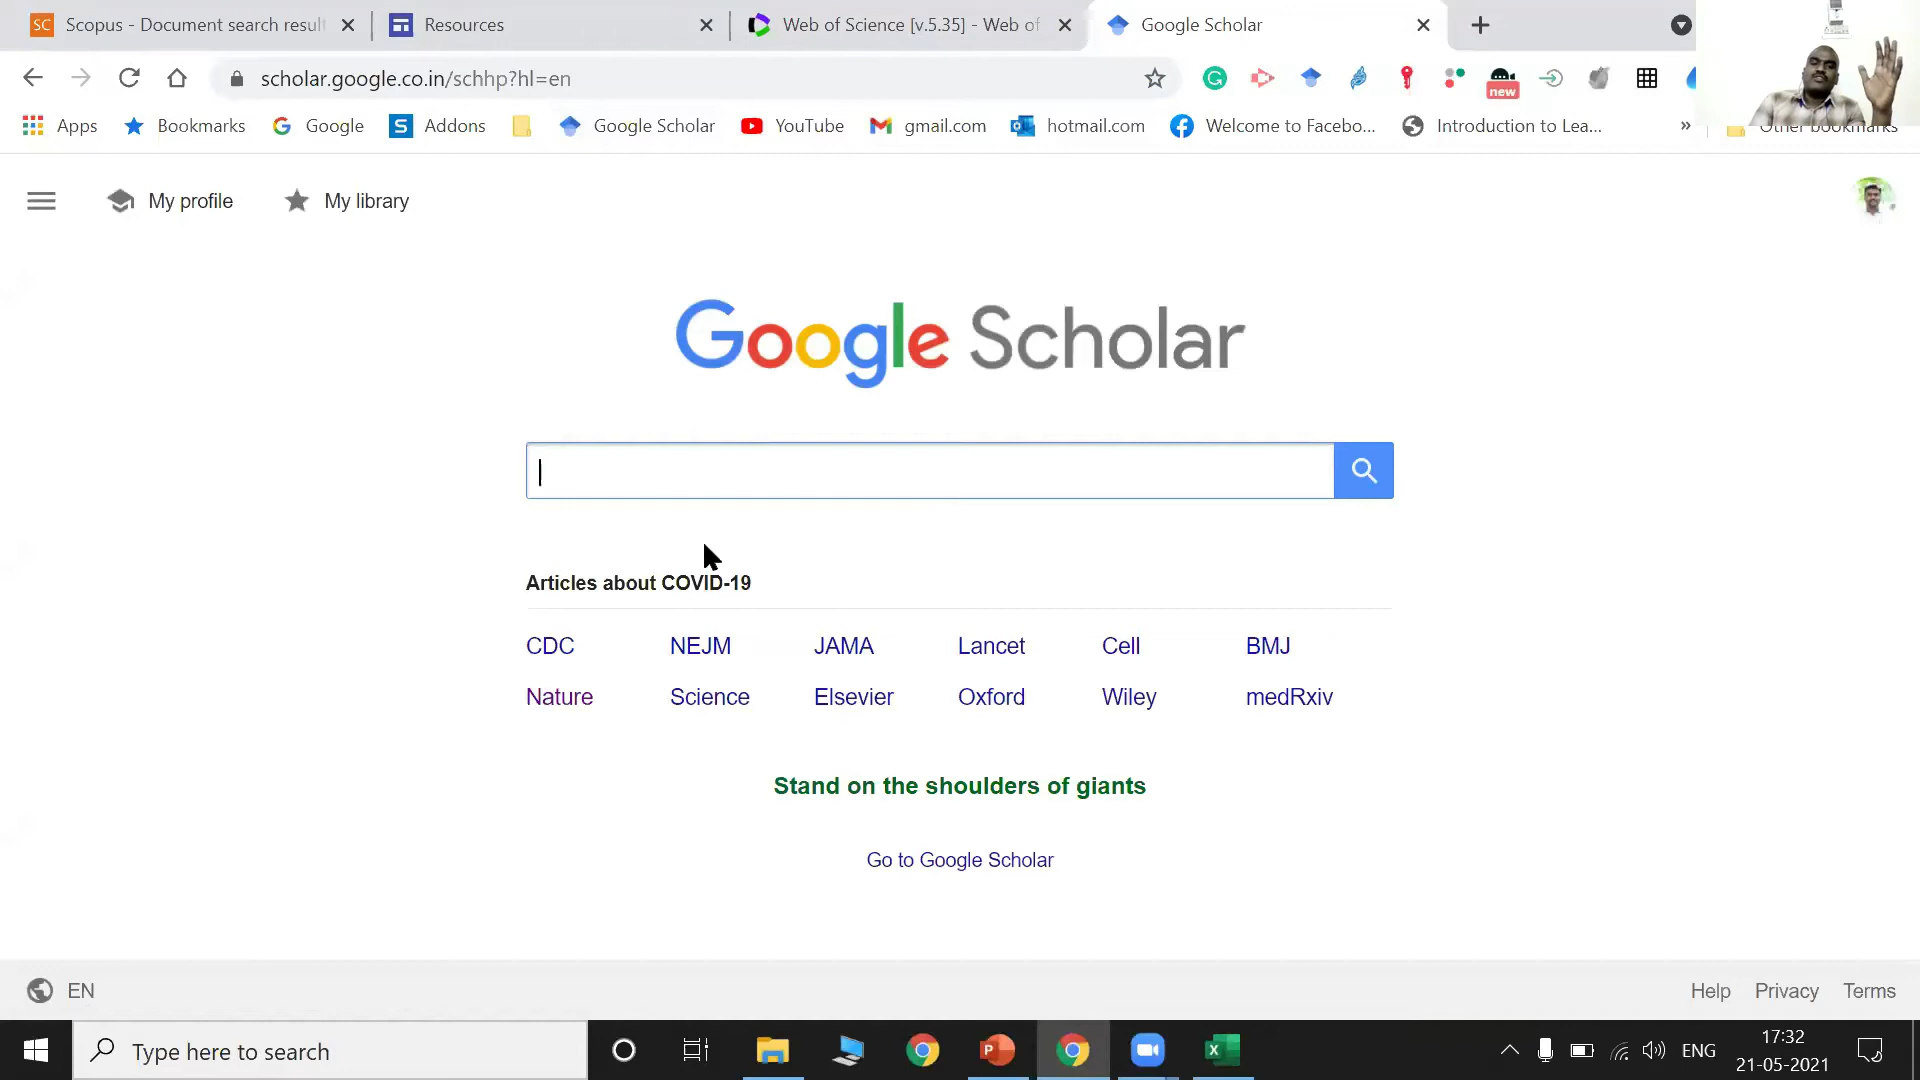 SC Scopus - Document search result
Resources
Web of Science [v.5.35] - Web of
Google Scholar
scholar.google.co.in/schhp?hl=en
new
Apps
Bookmarks
Google
S Addons
Google Scholar
YouTube
gmail.com
hotmail.com
Welcome to Facebo...
Introduction to Lea...
»
Other bookmarks
My profile
My library
Google Scholar
Articles about COVID-19
CDC NEJM JAMA Lancet Cell BMJ
Nature Science Elsevier Oxford Wiley medRxiv
Stand on the shoulders of giants
Go to Google Scholar
EN
Help Privacy Terms
Type here to search
ENG
17:32
21-05-2021